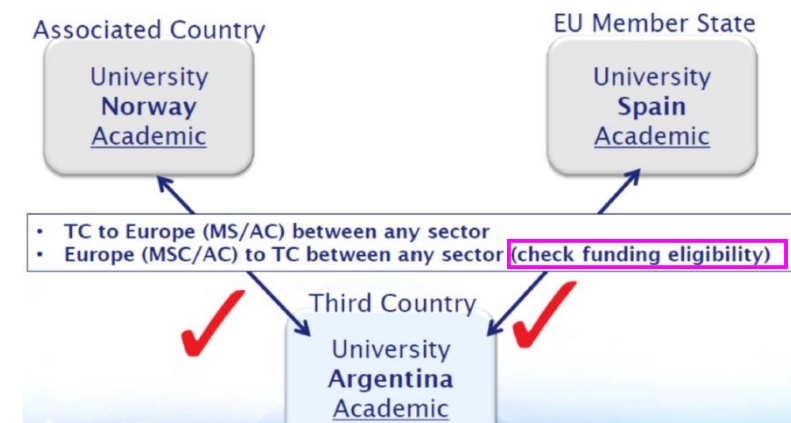 Associated Country
EU Member State
University
Norway
Academic
University
Spain
Academic
• TC to Europe (MS/AC) between any sector
• Europe (MSC/AC) to TC between any sector (check funding eligibility)
Third Country
University
Argentina
Academic